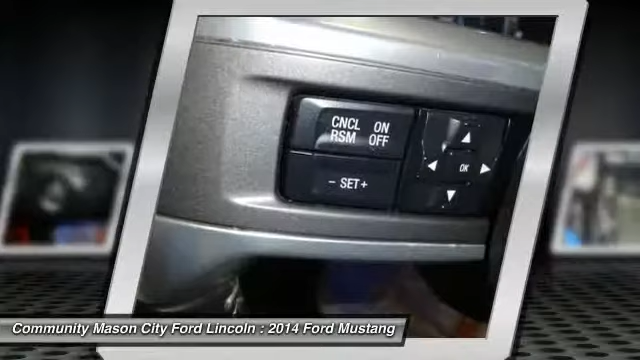 CNCL ON
RSM OFF
- SET +
OK
Community Mason City Ford Lincoln : 2014 Ford Mustang